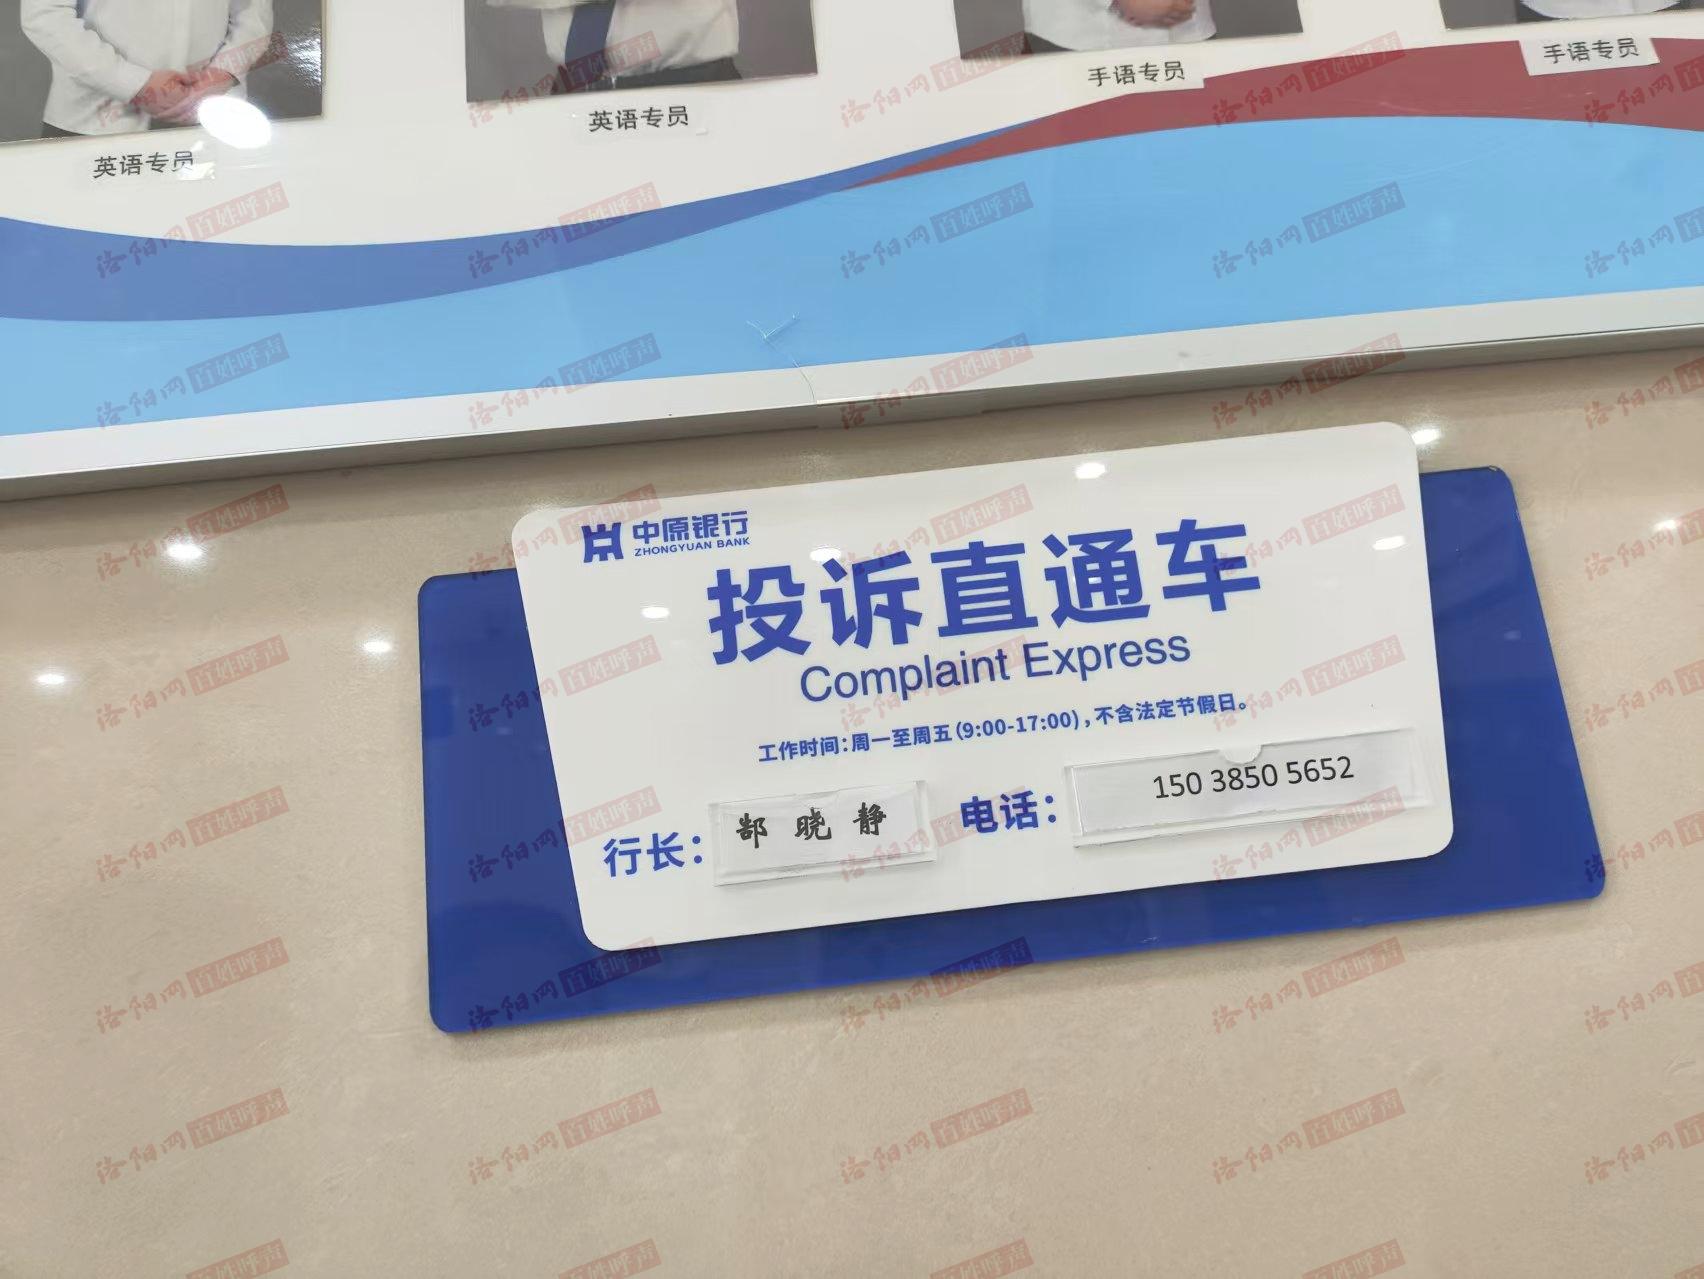 英语专员
英语专员
手语专员
手语专员
中原银行
ZHONGYUAN BANK
投诉直通车
Complaint Express
工作时间:周一至周五(9:00-17:00),不含法定节假日。
行长: 郜 晓 静
电话: 150 3850 5652
洛阳网 百姓呼声